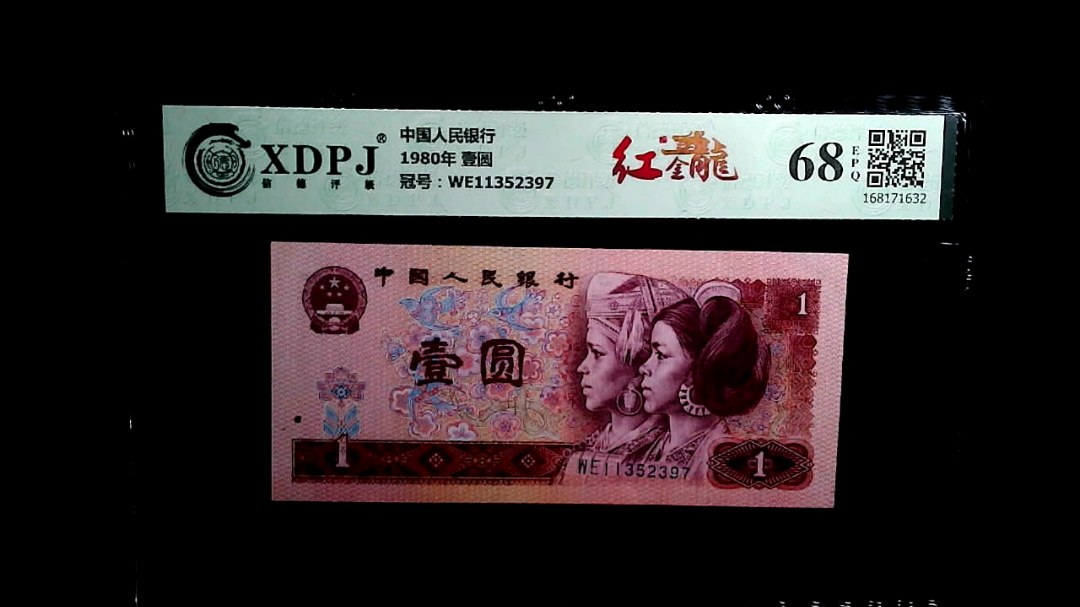 XDPJ®
信德评级
中国人民银行
1980年 壹圆
冠号：WE11352397
红金龍
68
EPQ
168171632
中国人民银行
1
壹圆
1
WE11352397
1